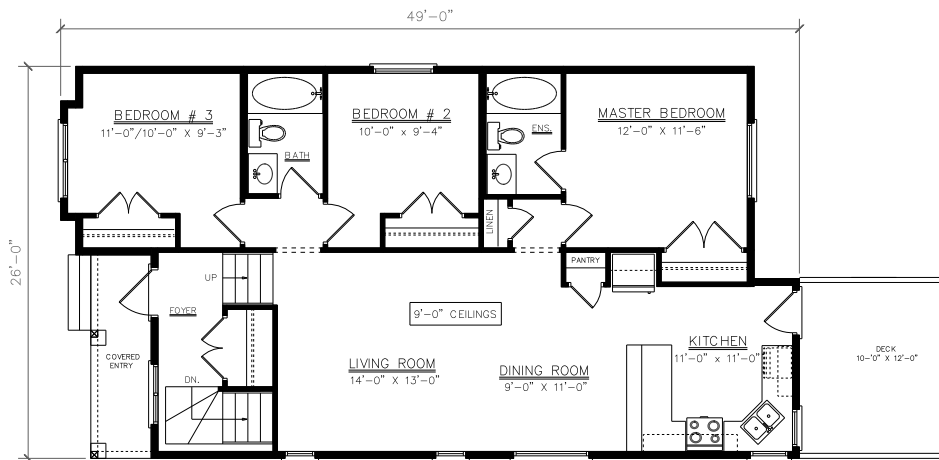 49'-0"
BEDROOM # 3
11'-0"/10'-0" X 9'-3"
BATH
BEDROOM # 2
10'-0" x 9'-4"
ENS.
MASTER BEDROOM
12'-0" X 11'-6"
LINEN
26'-0"
UP
PANTRY
FOYER
9'-0" CEILINGS
COVERED
ENTRY
DN.
LIVING ROOM
14'-0" X 13'-0"
DINING ROOM
9'-0" X 11'-0"
KITCHEN
11'-0" x 11'-0"
DECK
10'-0" X 12'-0"